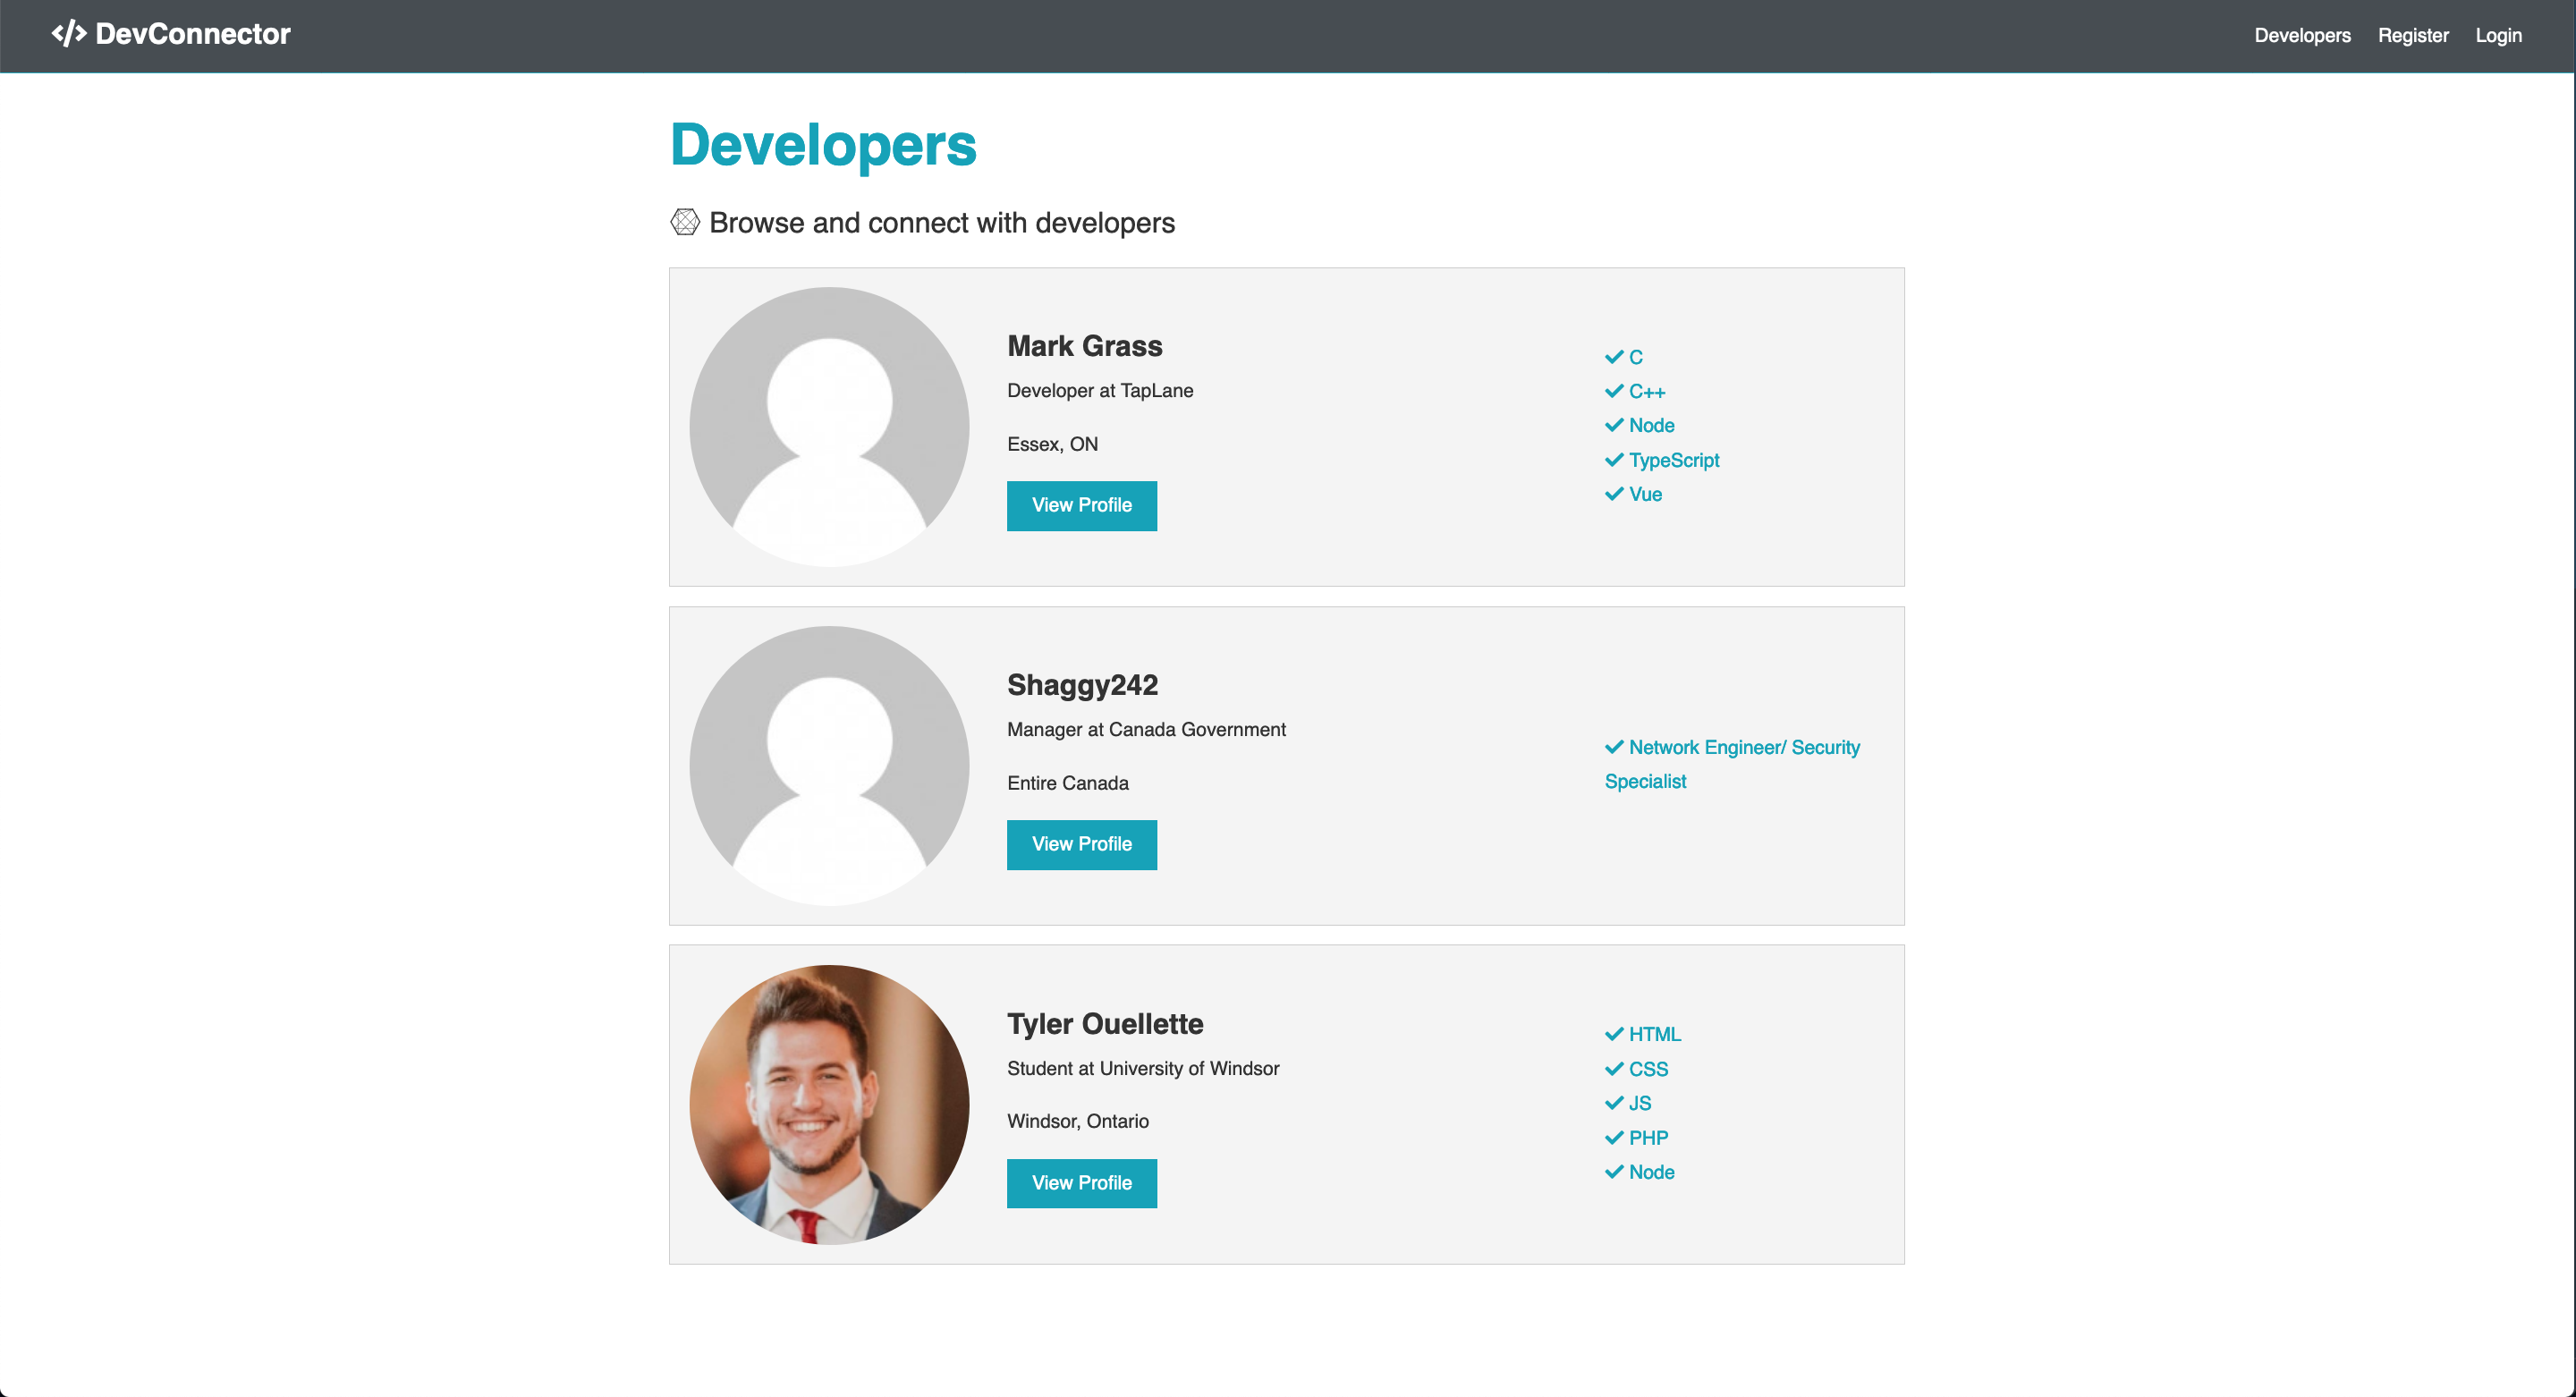 DevConnector
Developers Register Login
Developers
Browse and connect with developers
Mark Grass
Developer at TapLane
Essex, ON
View Profile
C
C++
Node
TypeScript
Vue
Shaggy242
Manager at Canada Government
Entire Canada
View Profile
Network Engineer/ Security
Specialist
Tyler Ouellette
Student at University of Windsor
Windsor, Ontario
View Profile
HTML
CSS
JS
PHP
Node